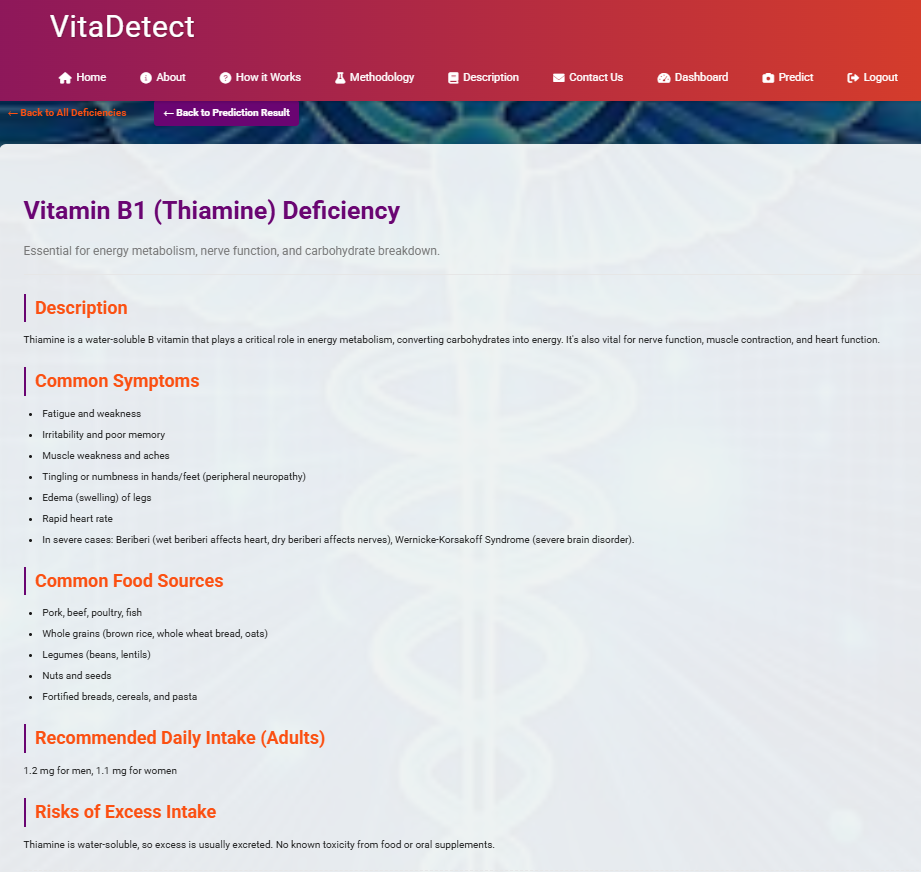 VitaDetect
Home About How it Works Methodology Description Contact Us Dashboard Predict Logout
← Back to All Deficiencies ← Back to Prediction Result
Vitamin B1 (Thiamine) Deficiency
Essential for energy metabolism, nerve function, and carbohydrate breakdown.
Description
Thiamine is a water-soluble B vitamin that plays a critical role in energy metabolism, converting carbohydrates into energy. It's also vital for nerve function, muscle contraction, and heart function.
Common Symptoms
• Fatigue and weakness
• Irritability and poor memory
• Muscle weakness and aches
• Tingling or numbness in hands/feet (peripheral neuropathy)
• Edema (swelling) of legs
• Rapid heart rate
• In severe cases: Beriberi (wet beriberi affects heart, dry beriberi affects nerves), Wernicke-Korsakoff Syndrome (severe brain disorder).
Common Food Sources
• Pork, beef, poultry, fish
• Whole grains (brown rice, whole wheat bread, oats)
• Legumes (beans, lentils)
• Nuts and seeds
• Fortified breads, cereals, and pasta
Recommended Daily Intake (Adults)
1.2 mg for men, 1.1 mg for women
Risks of Excess Intake
Thiamine is water-soluble, so excess is usually excreted. No known toxicity from food or oral supplements.